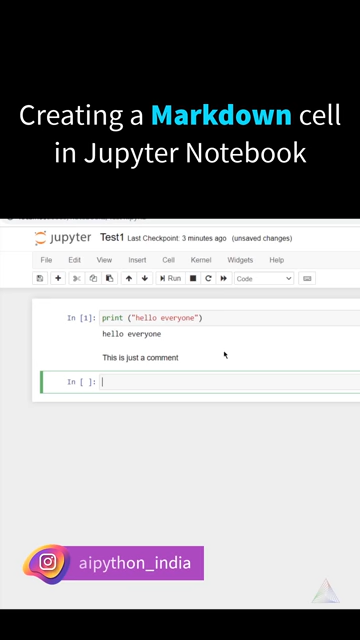 Creating a Markdown cell
in Jupyter Notebook
jupyter Test1 Last Checkpoint: 3 minutes ago (unsaved changes)
File Edit View Insert Cell Kernel Widgets Help
Run Code
In [1]: print ("hello everyone")
hello everyone
This is just a comment
In [ ]:
aipython_india